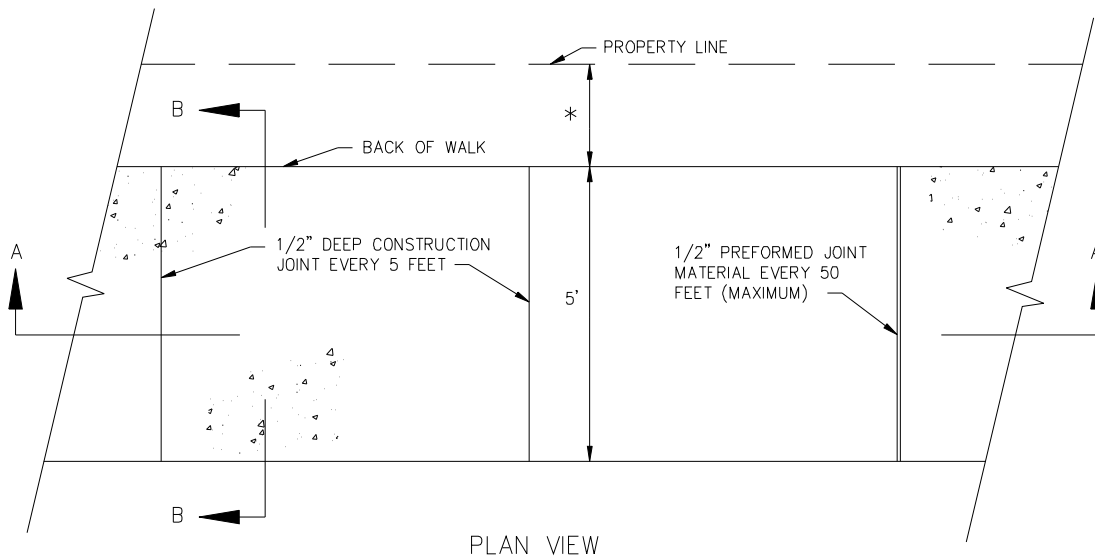 PROPERTY LINE
B
*
BACK OF WALK
A
1/2" DEEP CONSTRUCTION
JOINT EVERY 5 FEET
5'
1/2" PREFORMED JOINT
MATERIAL EVERY 50
FEET (MAXIMUM)
A
B
PLAN VIEW